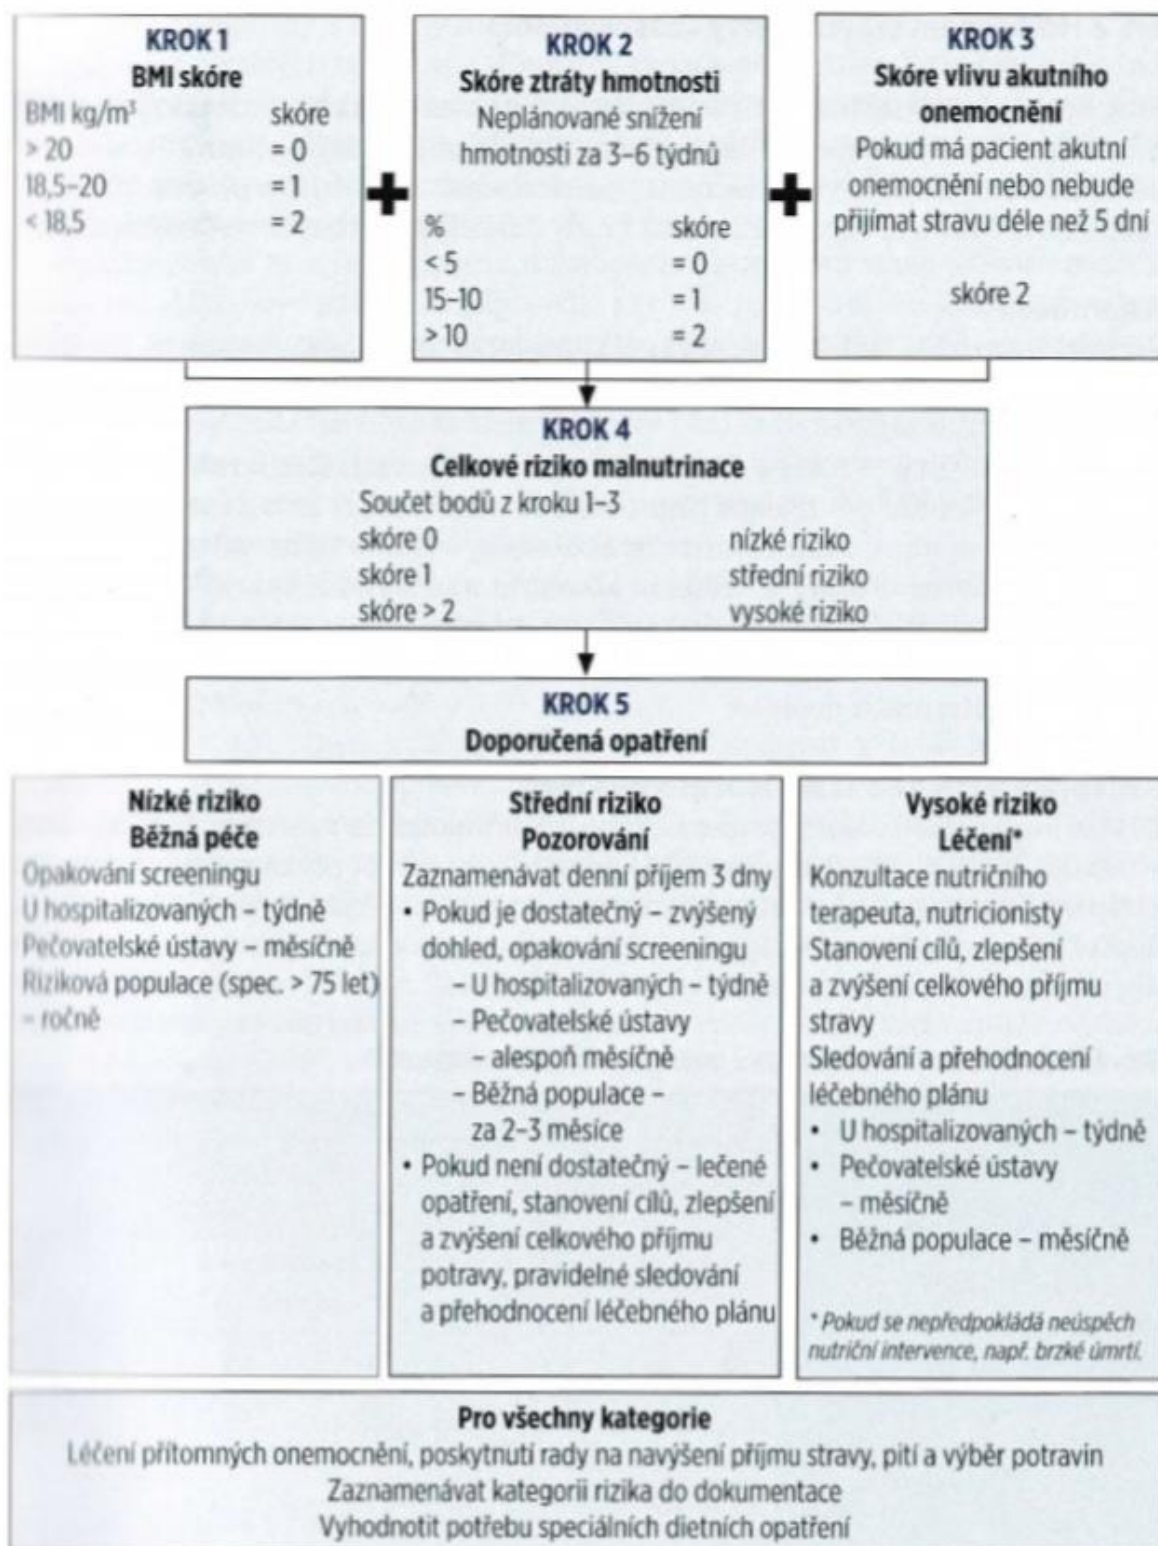 KROK 1
BMI skóre
BMI kg/m³ skóre
> 20 = 0
18,5–20 = 1
< 18,5 = 2
KROK 2
Skóre ztráty hmotnosti
Neplánované snížení
hmotnosti za 3–6 týdnů
% skóre
< 5 = 0
15–10 = 1
> 10 = 2
KROK 3
Skóre vlivu akutního
onemocnění
Pokud má pacient akutní
onemocnění nebo nebude
přijímat stravu déle než 5 dní
skóre 2
KROK 4
Celkové riziko malnutrinace
Součet bodů z kroku 1–3
skóre 0 nízké riziko
skóre 1 střední riziko
skóre > 2 vysoké riziko
KROK 5
Doporučená opatření
Nízké riziko
Běžná péče
Opakování screeningu
U hospitalizovaných – týdně
Pečovatelské ústavy – měsíčně
Riziková populace (spec. > 75 let)
= ročně
Střední riziko
Pozorování
Zaznamenávat denní příjem 3 dny
• Pokud je dostatečný – zvýšený
dohled, opakování screeningu
– U hospitalizovaných – týdně
– Pečovatelské ústavy
– alespoň měsíčně
– Běžná populace –
za 2–3 měsíce
• Pokud není dostatečný – lečené
opatření, stanovení cílů, zlepšení
a zvýšení celkového příjmu
potravy, pravidelné sledování
a přehodnocení léčebného plánu
Vysoké riziko
Léčení*
Konzultace nutričního
terapeuta, nutricionisty
Stanovení cílů, zlepšení
a zvýšení celkového příjmu
stravy
Sledování a přehodnocení
léčebného plánu
• U hospitalizovaných – týdně
• Pečovatelské ústavy
– měsíčně
• Běžná populace – měsíčně
* Pokud se nepředpokládá neúspěch
nutriční intervence, např. brzké úmrtí.
Pro všechny kategorie
Léčení přítomných onemocnění, poskytnutí rady na navýšení příjmu stravy, pití a výběr potravin
Zaznamenávat kategorii rizika do dokumentace
Vyhodnotit potřebu speciálních dietních opatření